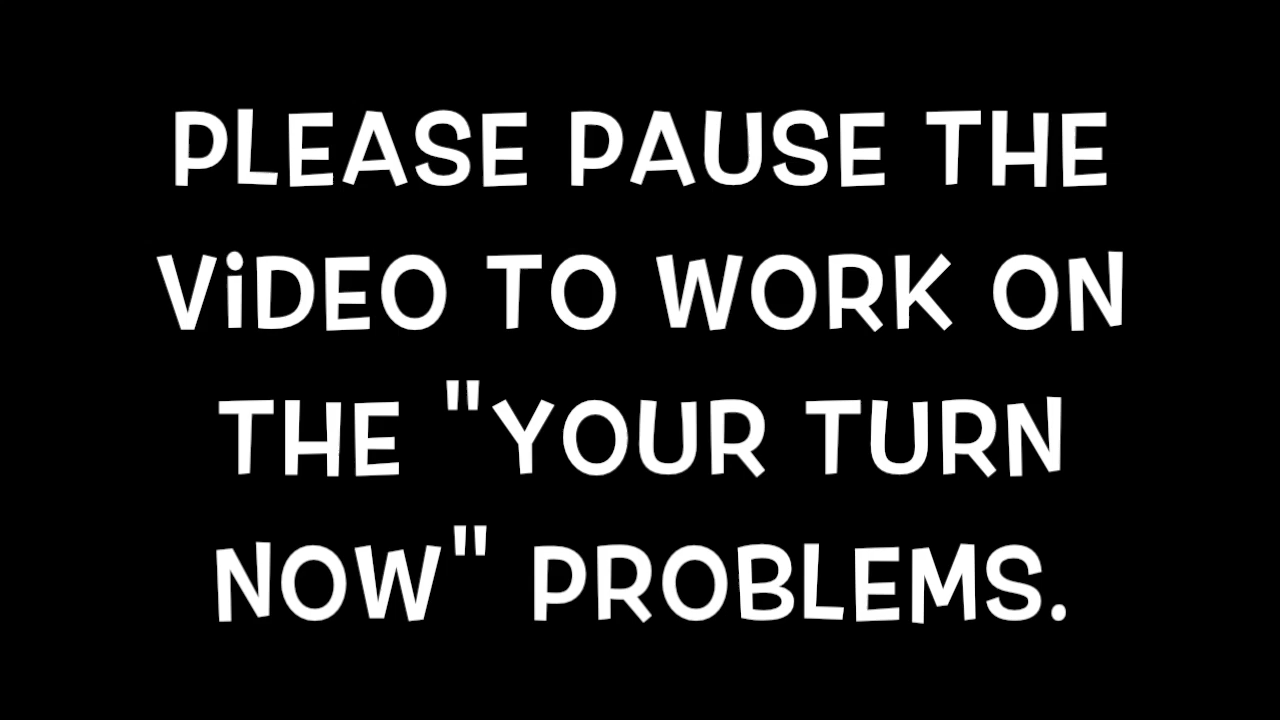 PLEASE PAUSE THE
ViDEO TO WORK ON
THE "YOUR TURN
NOW" PROBLEMS.